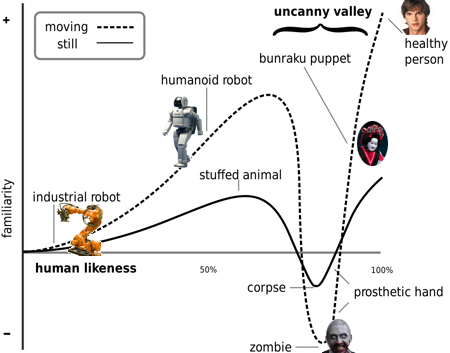 +
moving
still
uncanny valley
healthy
person
bunraku puppet
humanoid robot
stuffed animal
industrial robot
familiarity
human likeness
50%
100%
corpse
prosthetic hand
zombie
–